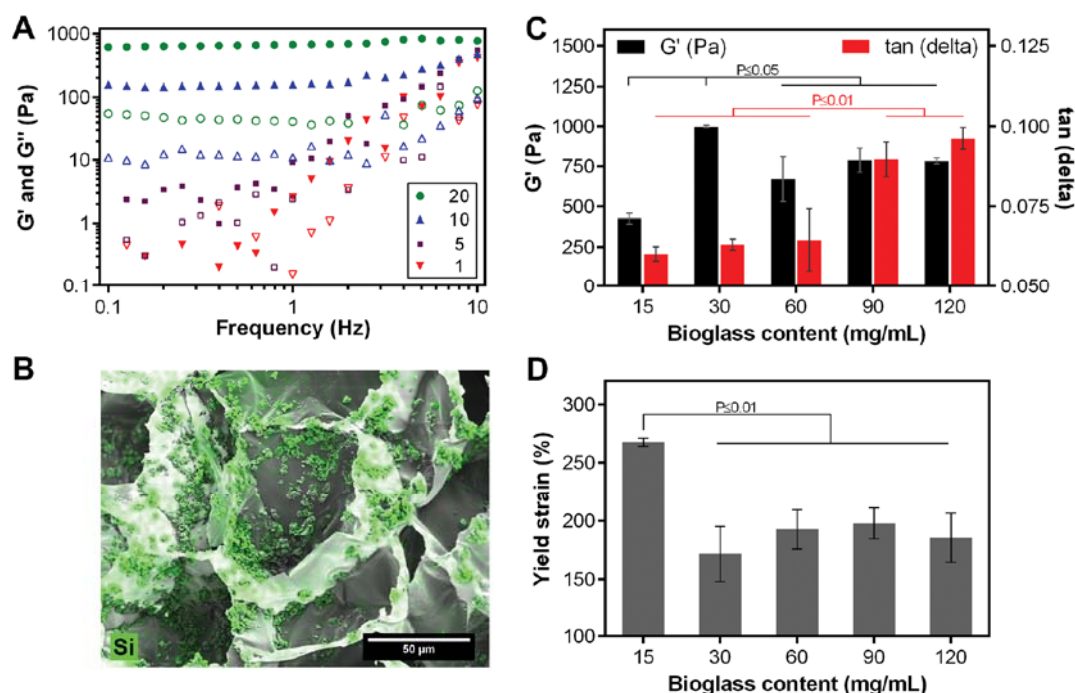 A
G' and G" (Pa)
1000
100
10
1
0.1
20
10
5
1
0.1
1
10
Frequency (Hz)
B
Si
50 µm
C
G' (Pa)
tan (delta)
P≤0.05
P≤0.01
G' (Pa)
1500
1250
1000
750
500
250
0
tan (delta)
0.125
0.100
0.075
0.050
15 30 60 90 120
Bioglass content (mg/mL)
D
P≤0.01
Yield strain (%)
300
250
200
150
100
15 30 60 90 120
Bioglass content (mg/mL)